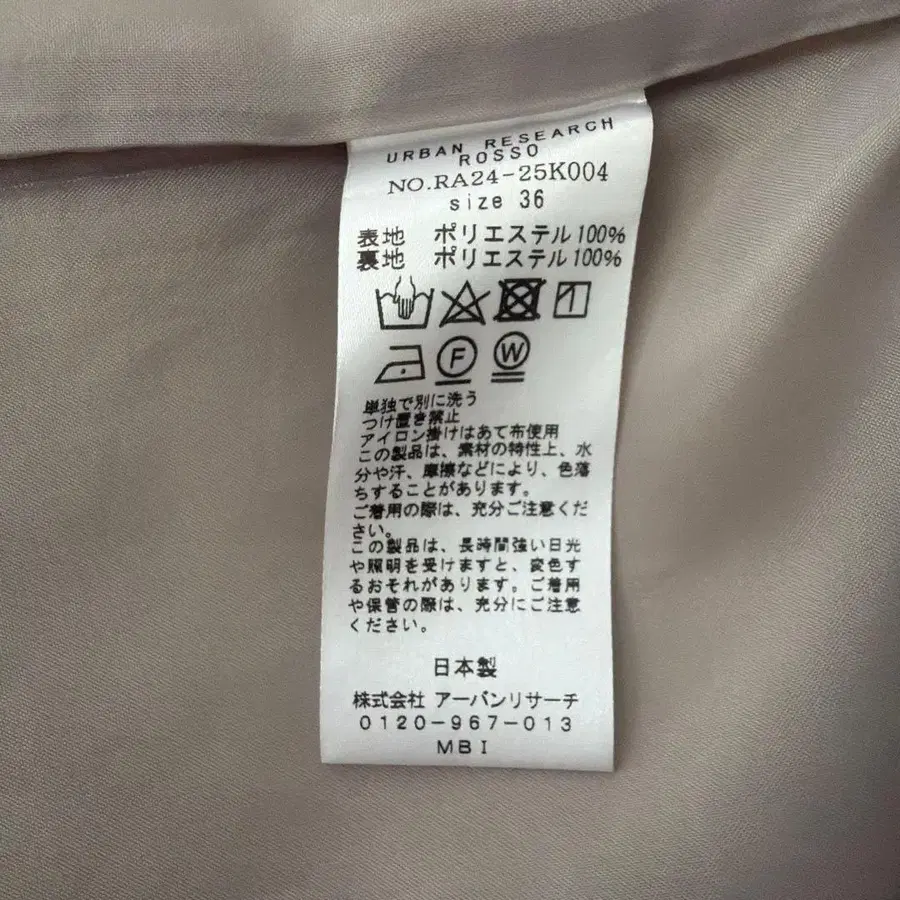 URBAN RESEARCH
ROSSO
NO.RA24-25K004
size 36
表地 ポリエステル100%
裏地 ポリエステル100%
F W
単独で別に洗う
つけ置き禁止
アイロン掛けはあて布使用
この製品は、素材の特性上、水
分や汗、摩擦などにより、色落
ちすることがあります。
ご着用の際は、充分ご注意くだ
さい。
この製品は、長時間強い日光
や照明を受けますと、変色す
るおそれがあります。ご着用
や保管の際は、充分にご注意
ください。
日本製
株式会社 アーバンリサーチ
0120-967-013
MBI